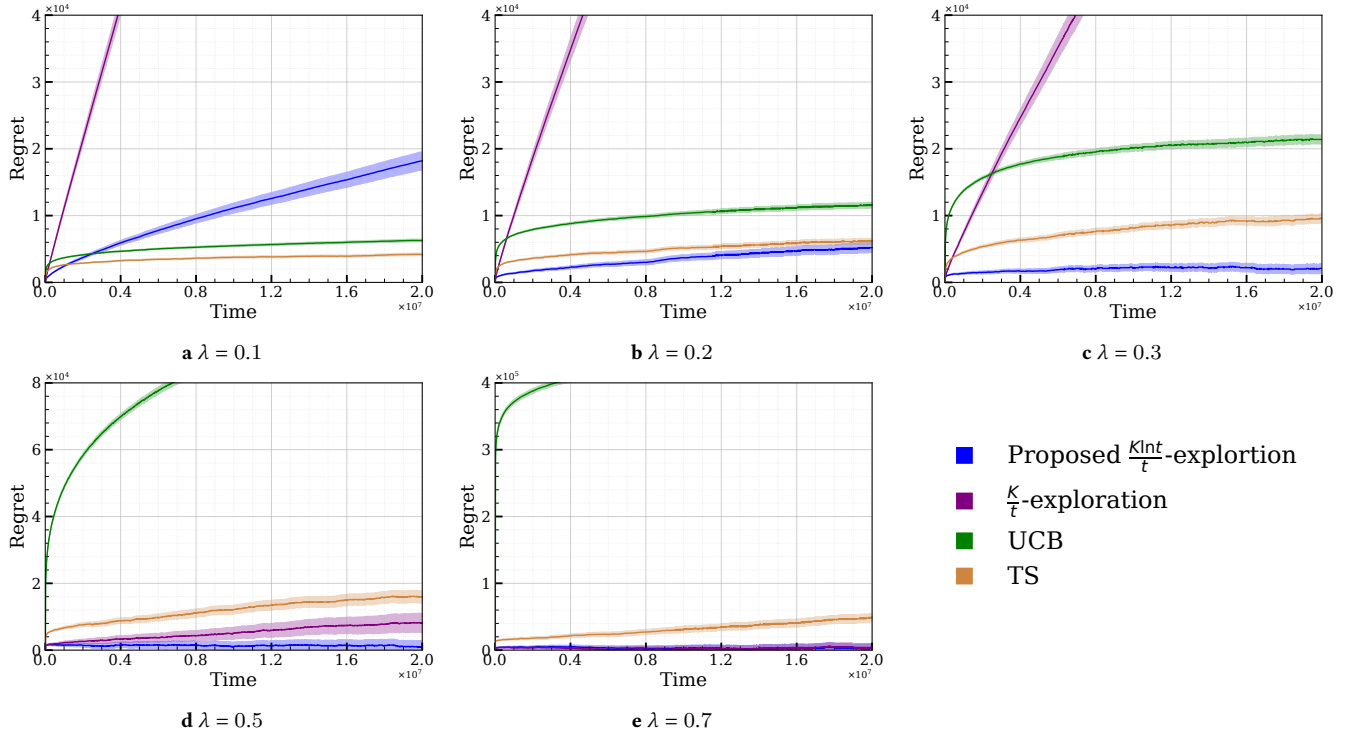 ×10⁴
4
3
2
1
0
Regret
0.0 0.4 0.8 1.2 1.6 2.0
Time
×10⁷
a λ = 0.1
×10⁴
4
3
2
1
0
Regret
0.0 0.4 0.8 1.2 1.6 2.0
Time
×10⁷
b λ = 0.2
×10⁴
4
3
2
1
0
Regret
0.0 0.4 0.8 1.2 1.6 2.0
Time
×10⁷
c λ = 0.3
×10⁴
8
6
4
2
0
Regret
0.0 0.4 0.8 1.2 1.6 2.0
Time
×10⁷
d λ = 0.5
×10⁵
4
3
2
1
0
Regret
0.0 0.4 0.8 1.2 1.6 2.0
Time
×10⁷
e λ = 0.7
Proposed Klnt/t-explortion
K/t-exploration
UCB
TS